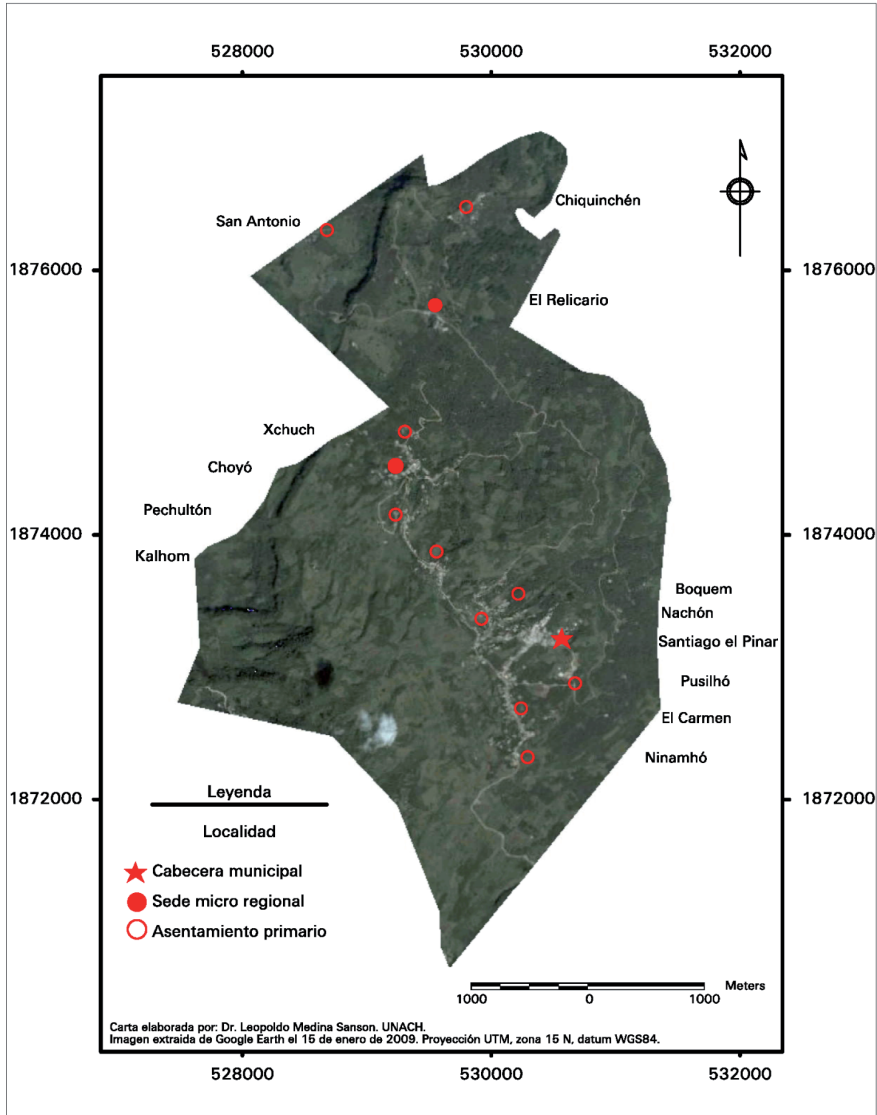 528000 530000 532000
San Antonio
Chiquinchén
1876000 1876000
El Relicario
Xchuch
Choyó
Pechultón
1874000 1874000
Kalhom
Boquem
Nachón
Santiago el Pinar
Pusilhó
El Carmen
Ninamhó
1872000 1872000
Leyenda
Localidad
Cabecera municipal
Sede micro regional
Asentamiento primario
1000 0 1000 Meters
Carta elaborada por: Dr. Leopoldo Medina Sanson. UNACH.
Imagen extraida de Google Earth el 15 de enero de 2009. Proyección UTM, zona 15 N, datum WGS84.
528000 530000 532000